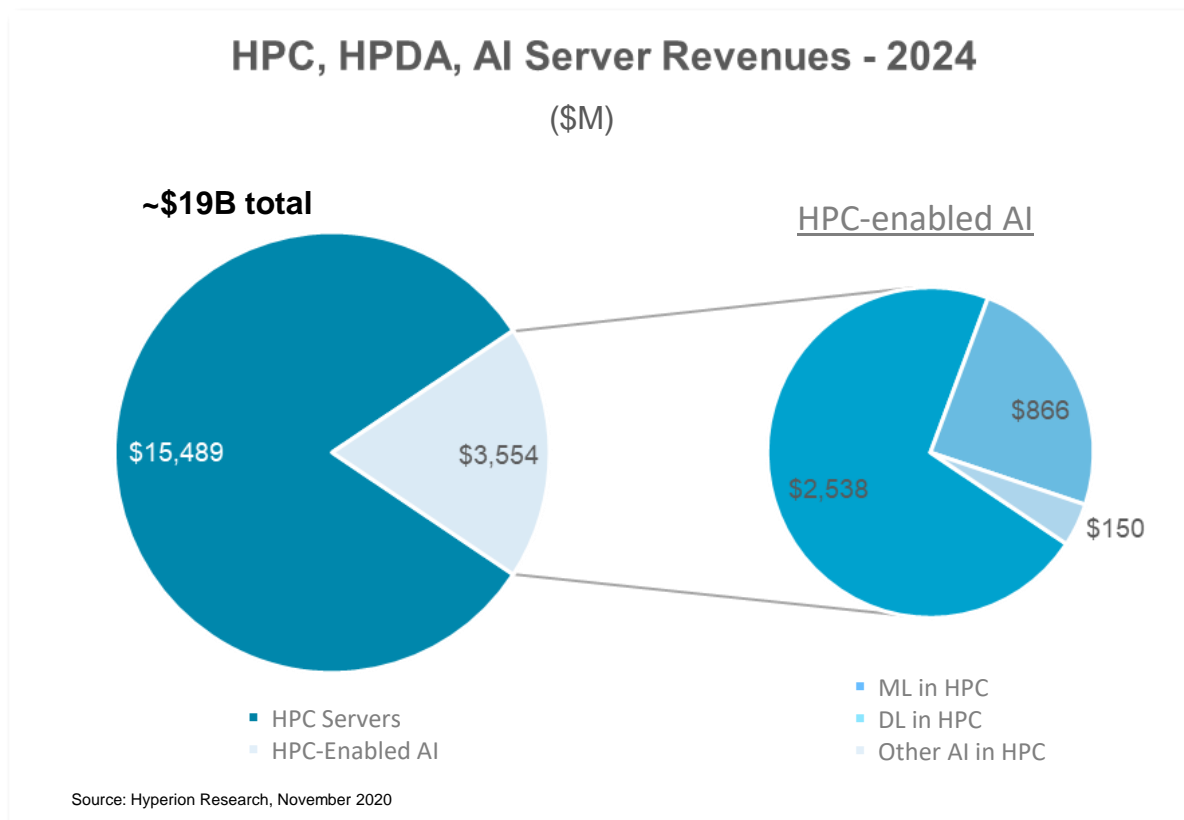 HPC, HPDA, AI Server Revenues - 2024
($M)
~$19B total
HPC-enabled AI
$15,489
$3,554
$866
$2,538
$150
HPC Servers
HPC-Enabled AI
ML in HPC
DL in HPC
Other AI in HPC
Source: Hyperion Research, November 2020